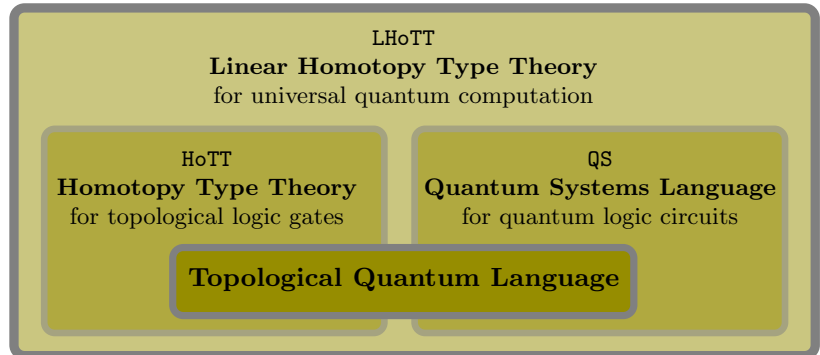 LHoTT
Linear Homotopy Type Theory
for universal quantum computation
HoTT
Homotopy Type Theory
for topological logic gates
QS
Quantum Systems Language
for quantum logic circuits
Topological Quantum Language